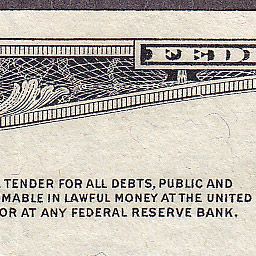 FED
TENDER FOR ALL DEBTS, PUBLIC AND
MABLE IN LAWFUL MONEY AT THE UNITED
OR AT ANY FEDERAL RESERVE BANK.